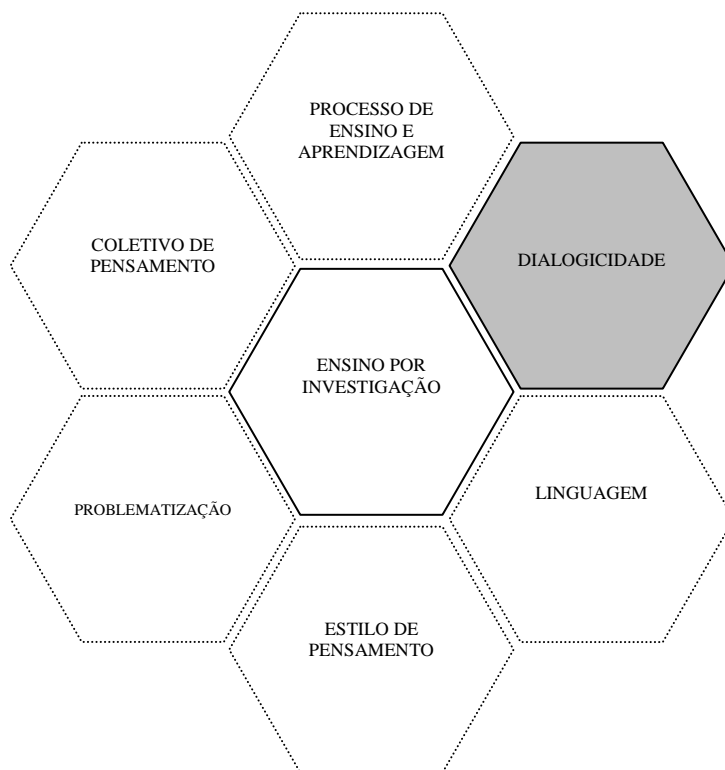 PROCESSO DE
ENSINO E
APRENDIZAGEM
COLETIVO DE
PENSAMENTO
DIALOGICIDADE
ENSINO POR
INVESTIGAÇÃO
PROBLEMATIZAÇÃO
LINGUAGEM
ESTILO DE
PENSAMENTO